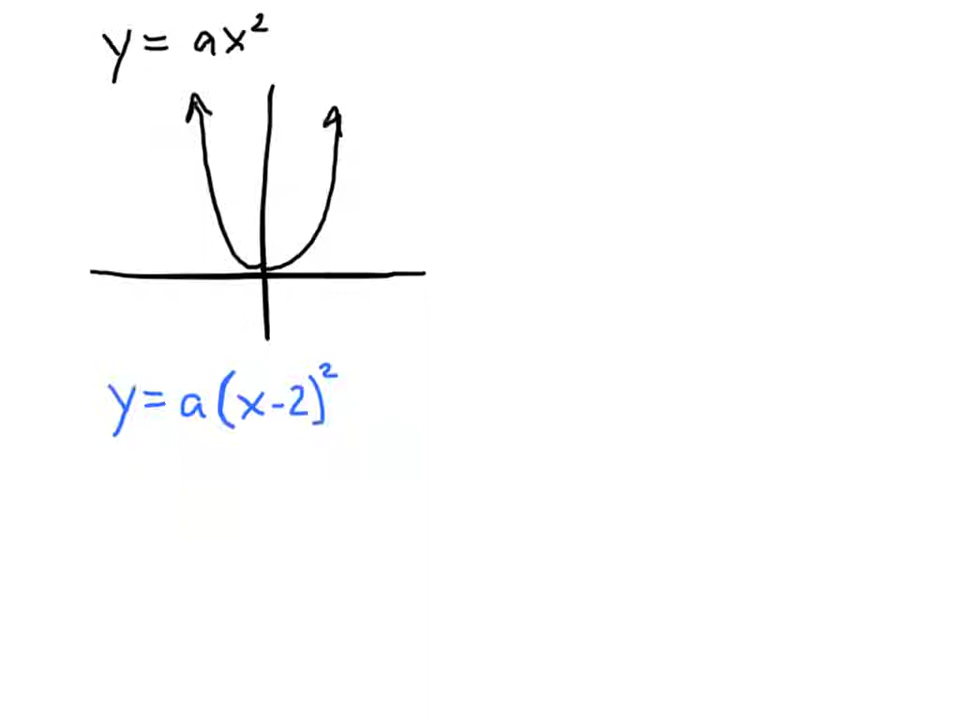 y = ax²
y = a(x-2)²